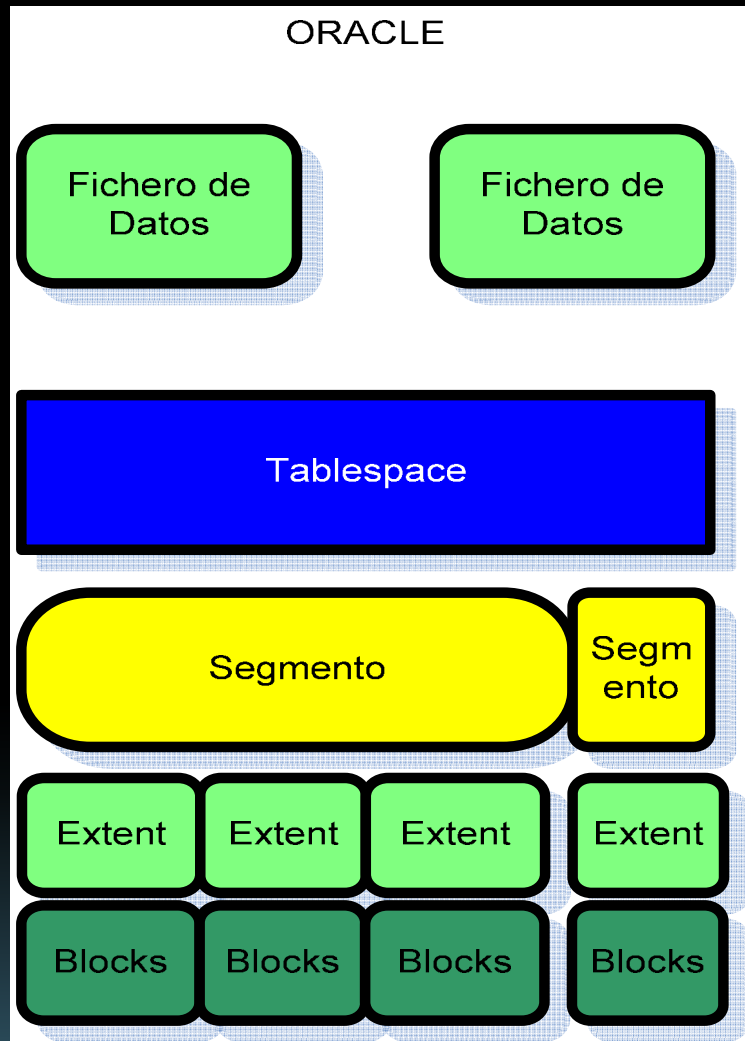 ORACLE
Fichero de
Datos
Fichero de
Datos
Tablespace
Segmento
Segm
ento
Extent
Extent
Extent
Extent
Blocks
Blocks
Blocks
Blocks